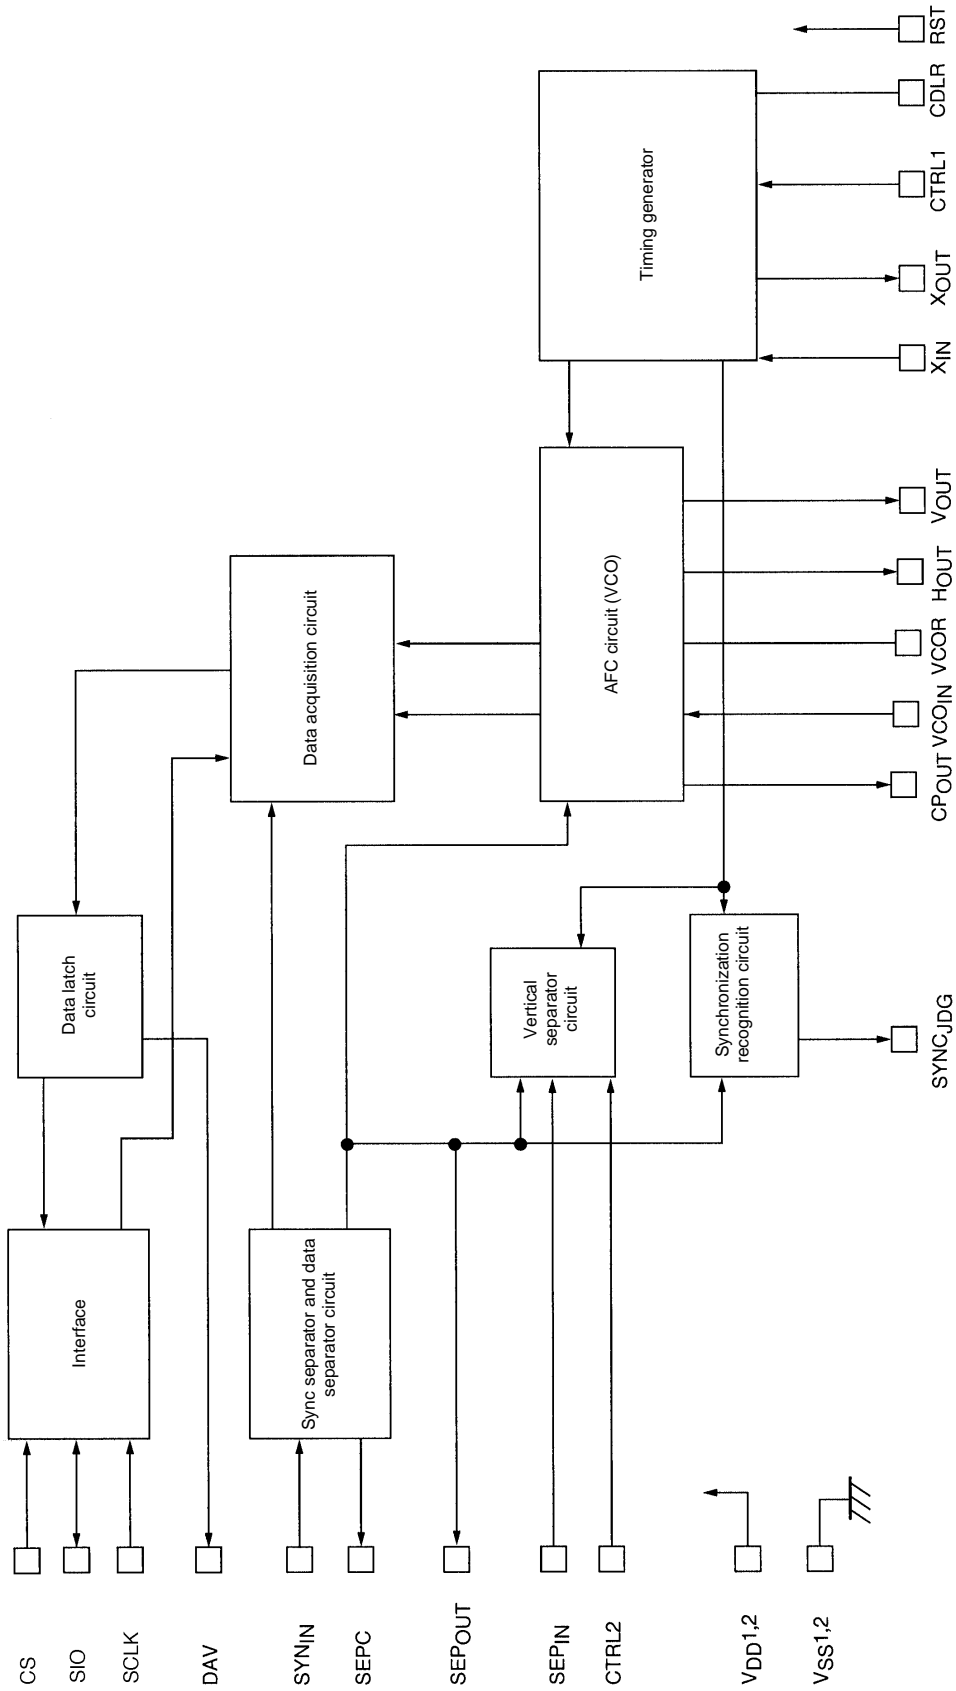 CS
SIO
SCLK
DAV
SYNIN
SEPC
SEPOUT
SEPIN
CTRL2
VDD1,2
VSS1,2
Interface
Data latch
circuit
Sync separator and data
separator circuit
Data acquisition circuit
Vertical
separator
circuit
Synchronization
recognition circuit
AFC circuit (VCO)
Timing generator
SYNCJDG
CPOUT
VCOIN
VCOR
HOUT
VOUT
XIN
XOUT
CTRL1
CDLR
RST